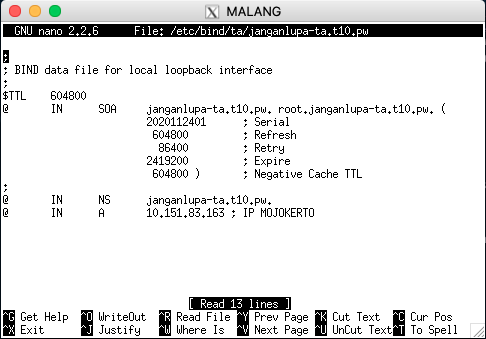 MALANG
GNU nano 2.2.6 File: /etc/bind/ta/janganlupa-ta.t10.pw
;
; BIND data file for local loopback interface
;
$TTL 604800
@ IN SOA janganlupa-ta.t10.pw. root.janganlupa-ta.t10.pw. (
2020112401 ; Serial
604800 ; Refresh
86400 ; Retry
2419200 ; Expire
604800 ) ; Negative Cache TTL
;
@ IN NS janganlupa-ta.t10.pw.
@ IN A 10.151.83.163 ; IP MOJOKERTO
[ Read 13 lines ]
^G Get Help ^O WriteOut ^R Read File ^Y Prev Page ^K Cut Text ^C Cur Pos
^X Exit ^J Justify ^W Where Is ^V Next Page ^U UnCut Text ^T To Spell